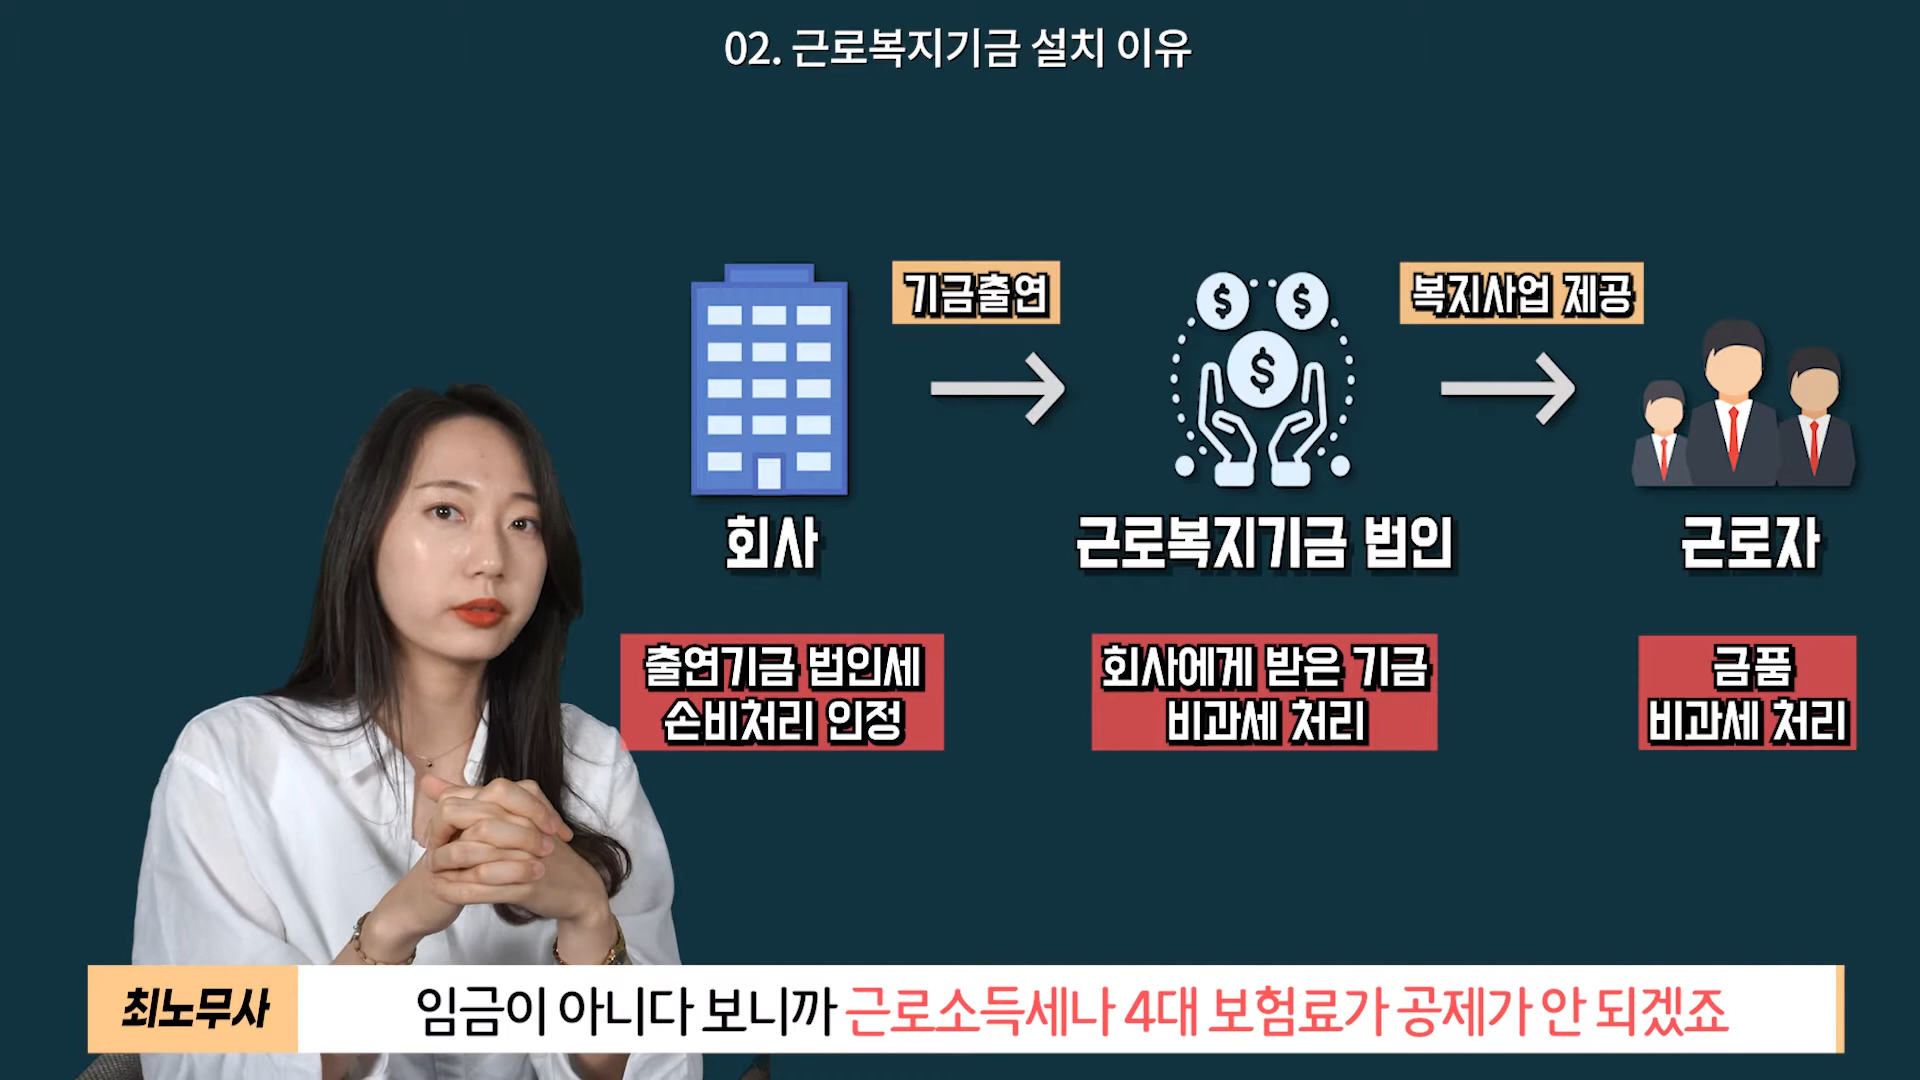 02. 근로복지기금 설치 이유
기금출연
복지사업 제공
$ $
$
회사
근로복지기금 법인
근로자
출연기금 법인세
손비처리 인정
회사에게 받은 기금
비과세 처리
금품
비과세 처리
최노무사
임금이 아니다 보니까 근로소득세나 4대 보험료가 공제가 안 되겠죠